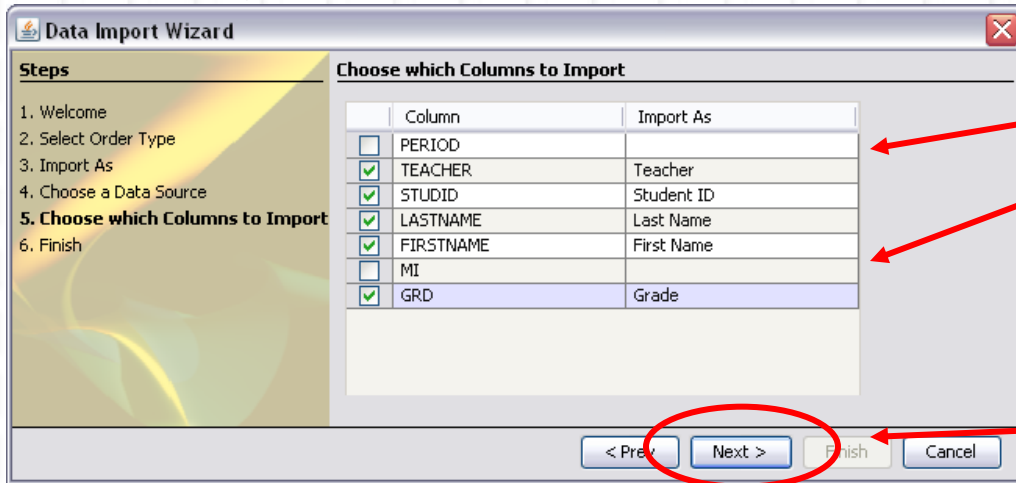 Data Import Wizard
Steps
1. Welcome
2. Select Order Type
3. Import As
4. Choose a Data Source
5. Choose which Columns to Import
6. Finish
Choose which Columns to Import
Column Import As
PERIOD
TEACHER Teacher
STUDID Student ID
LASTNAME Last Name
FIRSTNAME First Name
MI
GRD Grade
< Prev Next > Finish Cancel